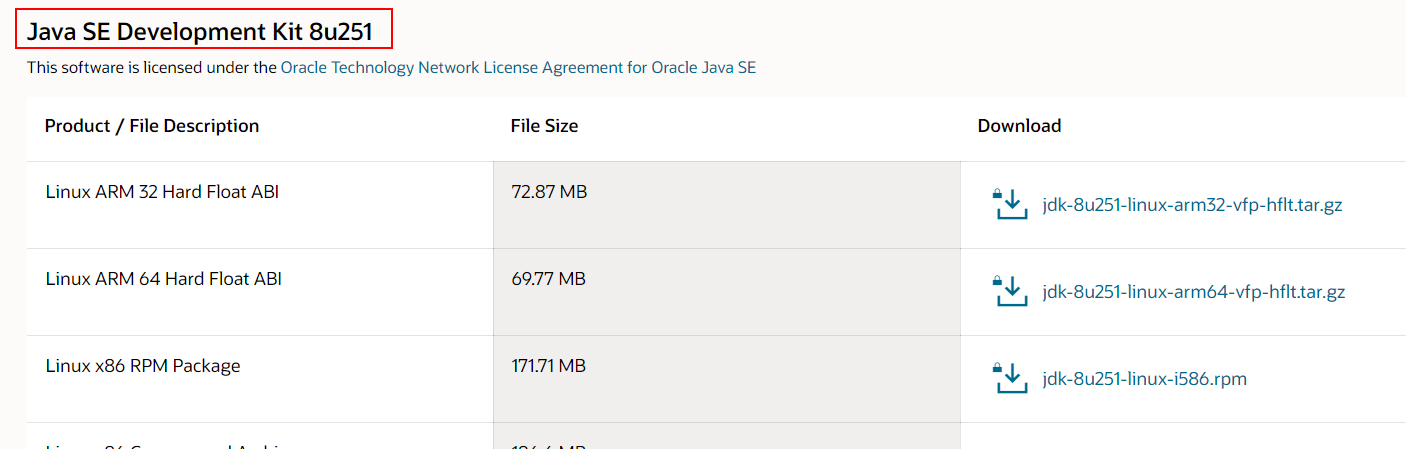 Java SE Development Kit 8u251
This software is licensed under the Oracle Technology Network License Agreement for Oracle Java SE
Product / File Description File Size Download
Linux ARM 32 Hard Float ABI 72.87 MB jdk-8u251-linux-arm32-vfp-hflt.tar.gz
Linux ARM 64 Hard Float ABI 69.77 MB jdk-8u251-linux-arm64-vfp-hflt.tar.gz
Linux x86 RPM Package 171.71 MB jdk-8u251-linux-i586.rpm